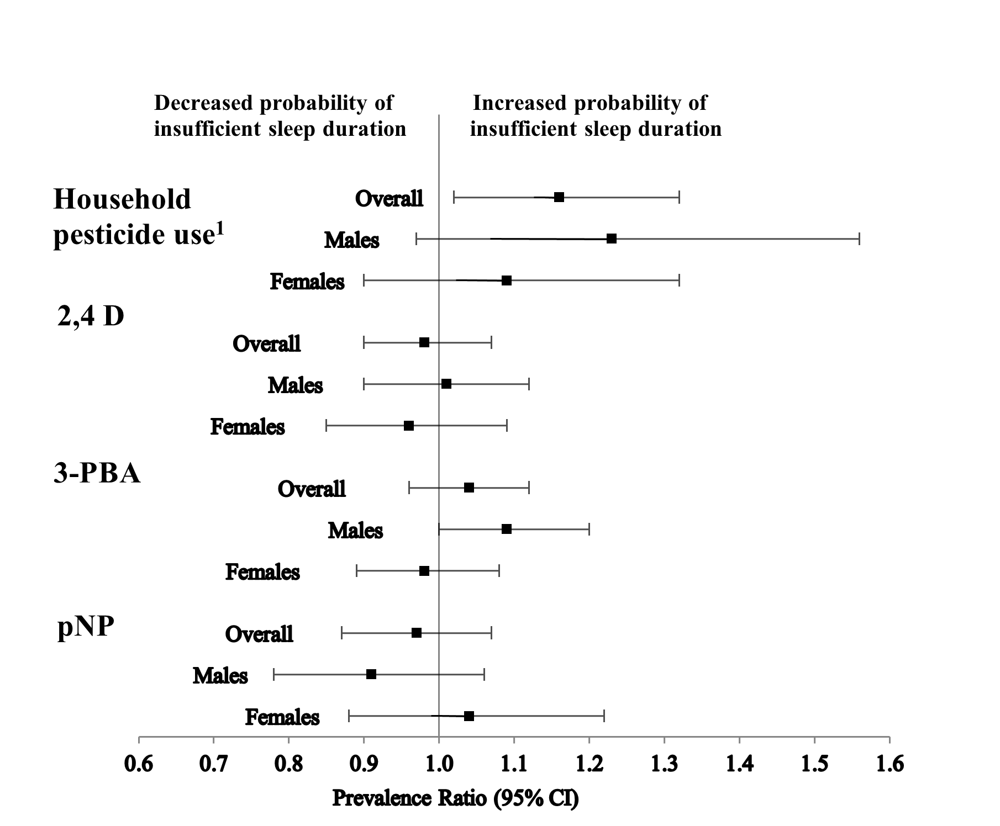 Decreased probability of
insufficient sleep duration
Increased probability of
insufficient sleep duration
Household
pesticide use¹
Overall
Males
Females
2,4 D
Overall
Males
Females
3-PBA
Overall
Males
Females
pNP
Overall
Males
Females
0.6 0.7 0.8 0.9 1.0 1.1 1.2 1.3 1.4 1.5 1.6
Prevalence Ratio (95% CI)